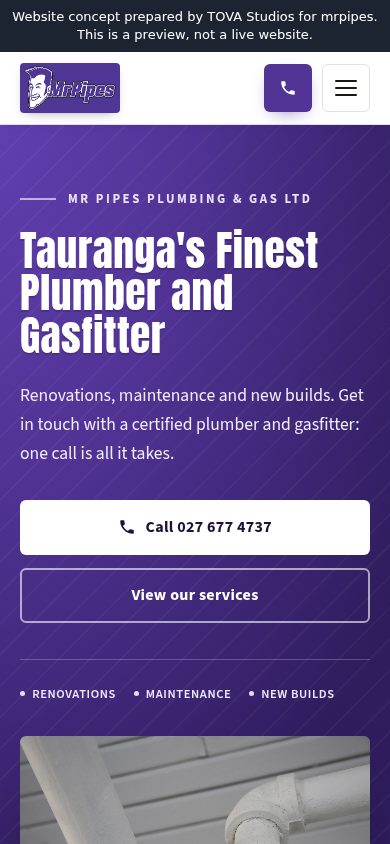 Website concept prepared by TOVA Studios for mrpipes.
This is a preview, not a live website.
MrPipes
MR PIPES PLUMBING & GAS LTD
Tauranga's Finest
Plumber and
Gasfitter
Renovations, maintenance and new builds. Get
in touch with a certified plumber and gasfitter:
one call is all it takes.
Call 027 677 4737
View our services
RENOVATIONS
MAINTENANCE
NEW BUILDS